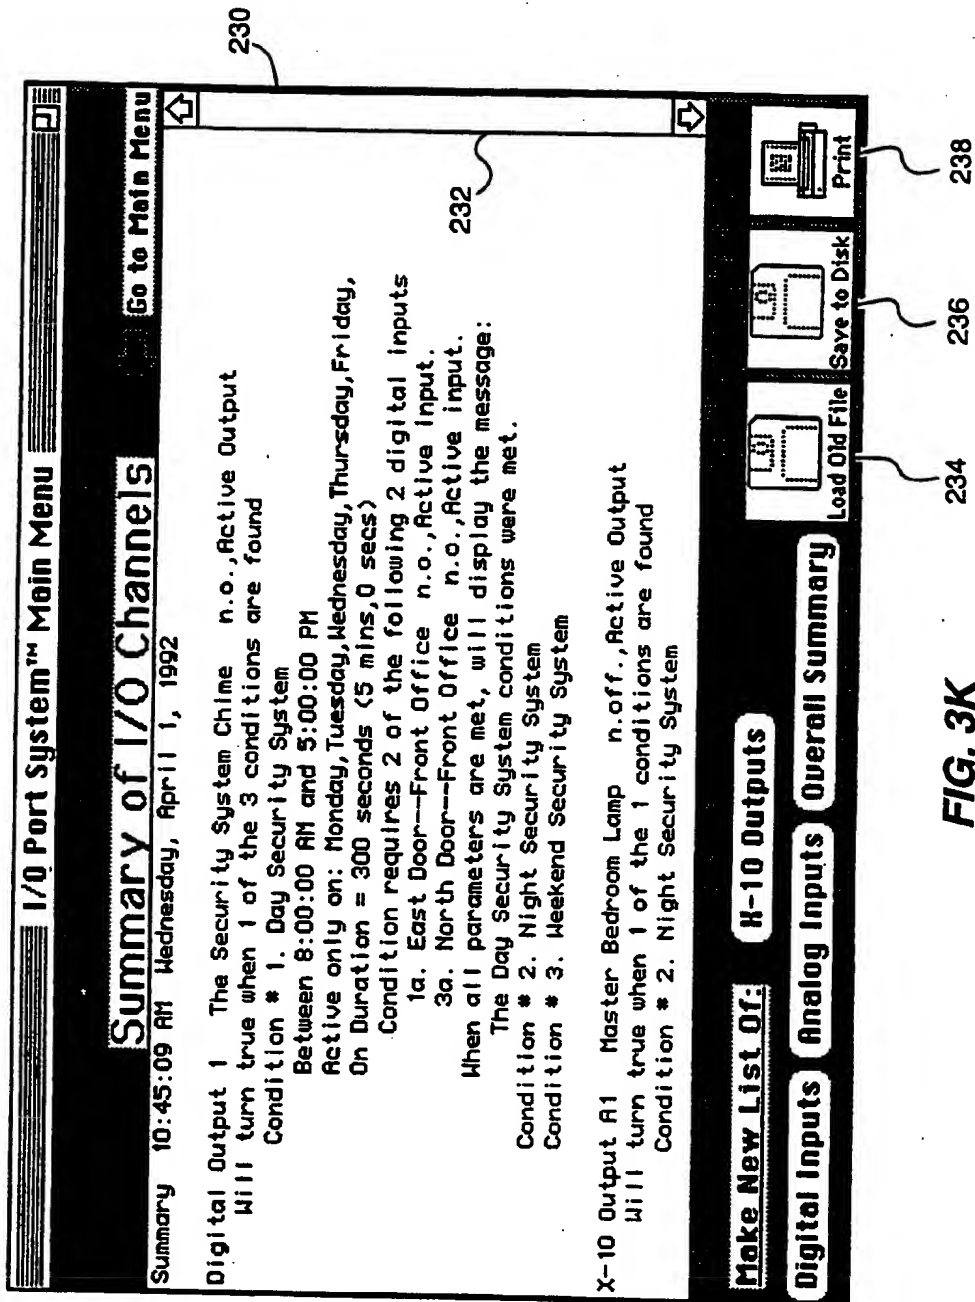 I/O Port System™ Main Menu
Summary of I/O Channels
Go to Main Menu
Summary 10:45:09 AM Wednesday, April 1, 1992
Digital Output 1 The Security System Chime n.o.,Active Output
Will turn true when 1 of the 3 conditions are found
Condition # 1. Day Security System
Between 8:00:00 AM and 5:00:00 PM
Active only on: Monday,Tuesday,Wednesday,Thursday,Friday,
On Duration = 300 seconds (5 mins,0 secs)
Condition requires 2 of the following 2 digital inputs
1a. East Door--Front Office n.o.,Active input.
3a. North Door--Front Office n.o.,Active input.
When all parameters are met, will display the message:
The Day Security System conditions were met.
Condition # 2. Night Security System
Condition # 3. Weekend Security System
X-10 Output A1 Master Bedroom Lamp n.off.,Active Output
Will turn true when 1 of the 1 conditions are found
Condition # 2. Night Security System
Make New List Of:
X-10 Outputs
Digital Inputs
Analog Inputs
Overall Summary
Load Old File
Save to Disk
Print
230
232
234
236
238
FIG. 3K